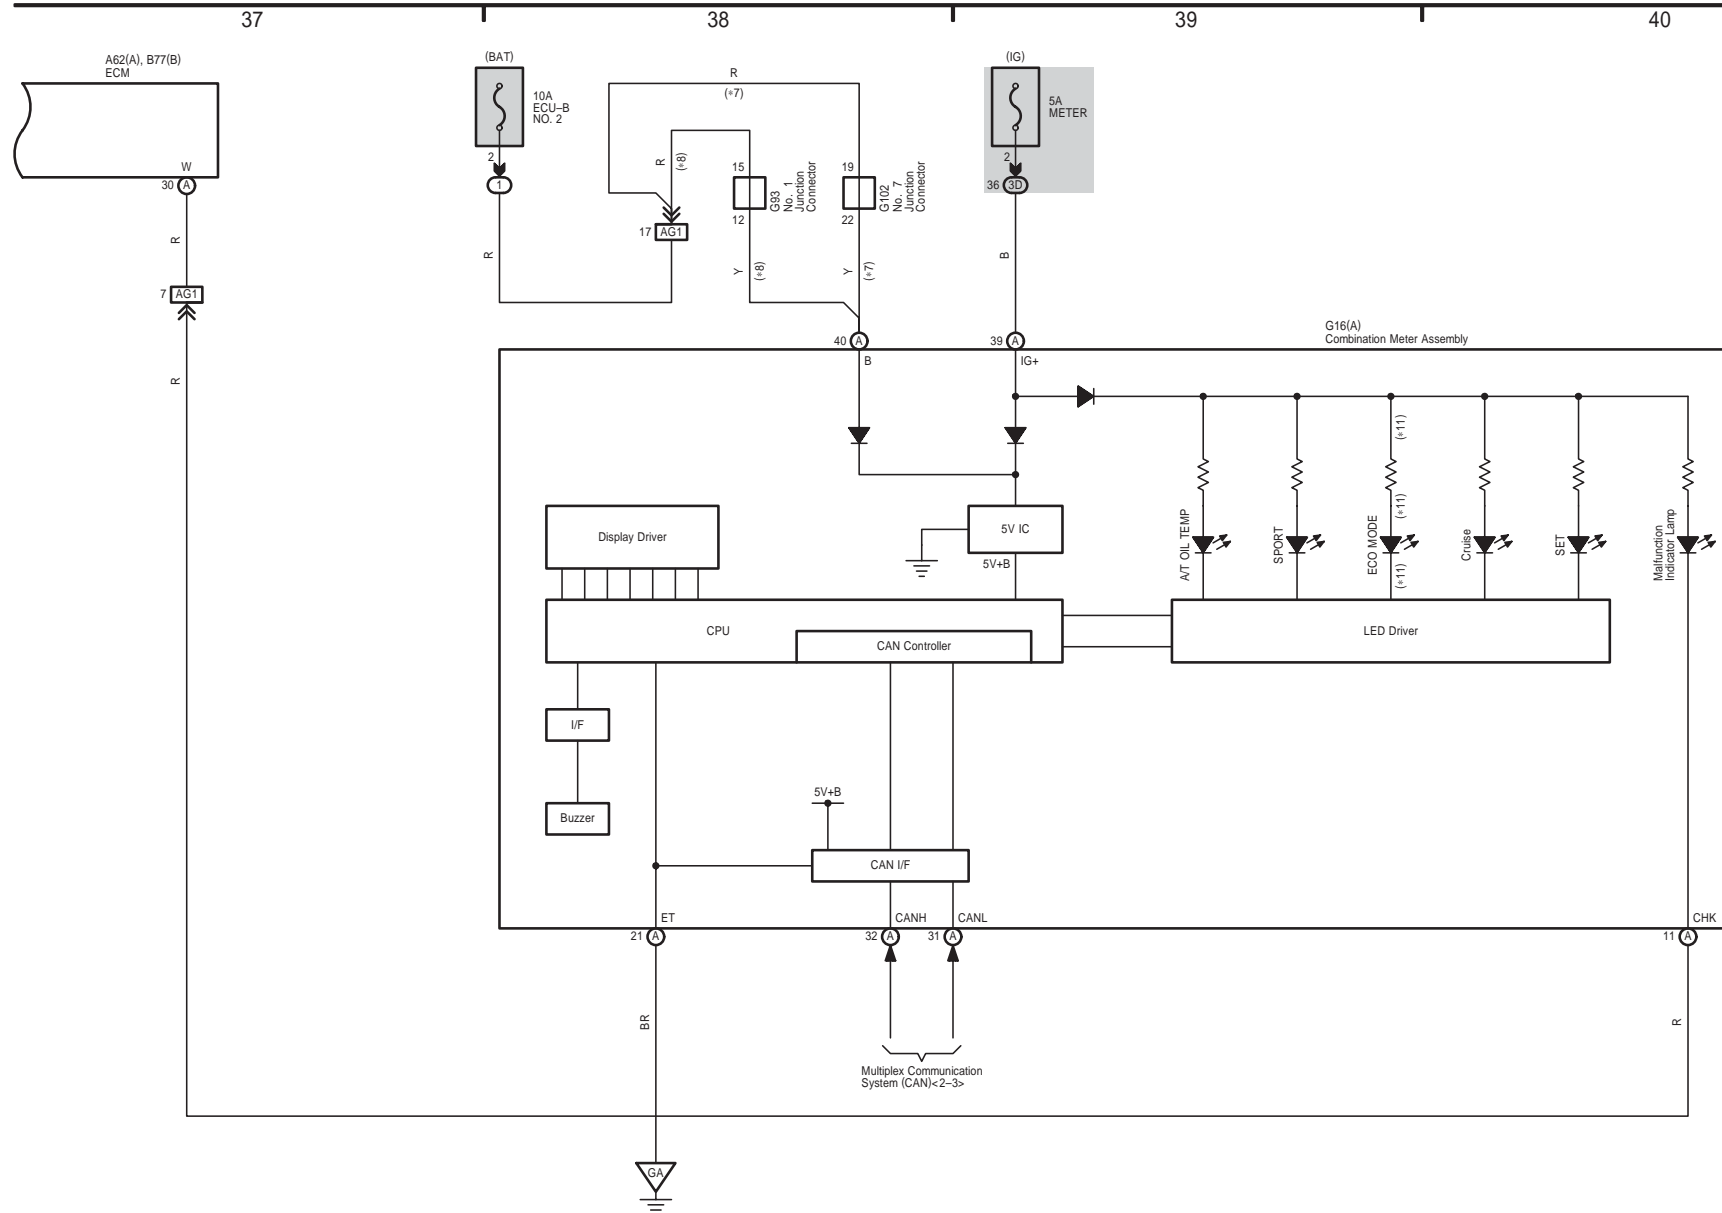 37
38
39
40
A62(A), B77(B)
ECM
W
30 A
R
7 AG1
R
(BAT)
10A
ECU–B
NO. 2
2
1
R
R
(∗7)
R
(∗8)
17 AG1
15
12
G93
No. 1
Junction
Connector
19
22
G102
No. 7
Junction
Connector
Y
(∗8)
Y
(∗7)
(IG)
5A
METER
2
36 3D
B
G16(A)
Combination Meter Assembly
40 A
B
39 A
IG+
Display Driver
5V IC
5V+B
CPU
CAN Controller
LED Driver
A/T OIL TEMP
SPORT
ECO MODE
(∗11)
(∗11)
(∗11)
Cruise
SET
Malfunction
Indicator Lamp
I/F
Buzzer
5V+B
CAN I/F
ET
21 A
CANH
32 A
CANL
31 A
CHK
11 A
BR
R
Multiplex Communication
System (CAN)<2–3>
GA